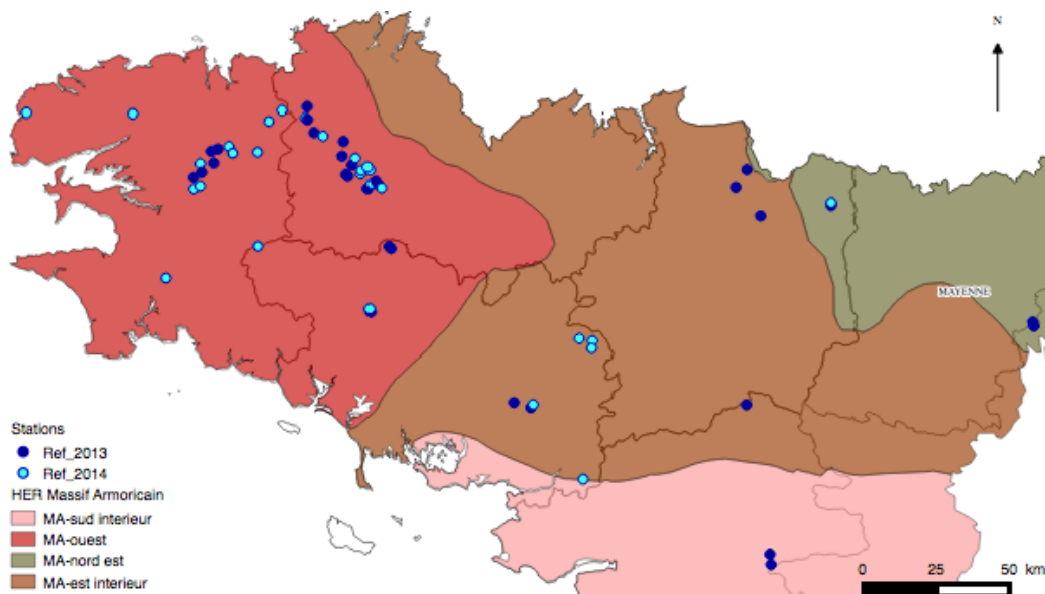 N
MAYENNE
Stations
Ref_2013
Ref_2014
HER Massif Armoricain
MA-sud interieur
MA-ouest
MA-nord est
MA-est interieur
0 25 50 km